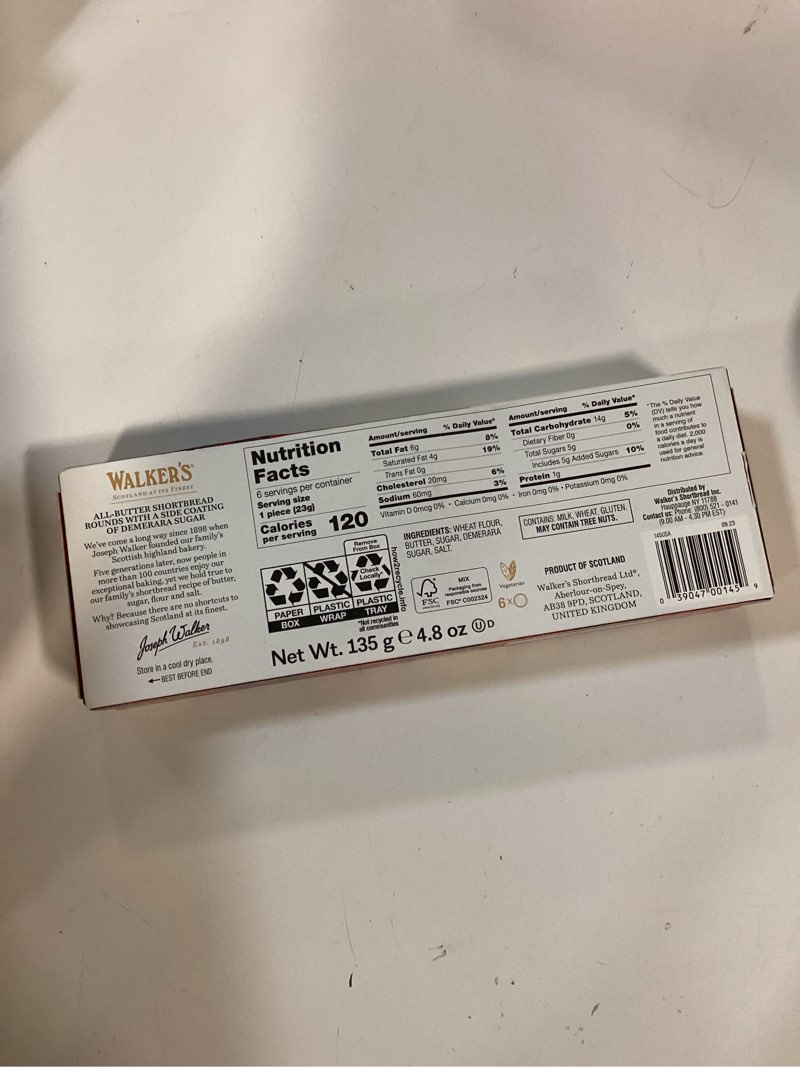 WALKER'S
SCOTLAND AT ITS FINEST
ALL-BUTTER SHORTBREAD
ROUNDS WITH A SIDE COATING
OF DEMERARA SUGAR
We've come a long way since 1898 when
Joseph Walker founded our family's
Scottish highland bakery.
Five generations later, now people in
more than 100 countries enjoy our
exceptional baking, yet we hold true to
our family's shortbread recipe of butter,
sugar, flour and salt.
Why? Because there are no shortcuts to
showcasing Scotland at its finest.
Joseph Walker
EST. 1898
Store in a cool dry place.
BEST BEFORE END
Nutrition
Facts
6 servings per container
Serving size
1 piece (23g)
Calories
per serving
120
Amount/serving % Daily Value*
Total Fat 6g 8%
Saturated Fat 4g 19%
Trans Fat 0g
Cholesterol 20mg 6%
Sodium 60mg 3%
Amount/serving % Daily Value*
Total Carbohydrate 14g 5%
Dietary Fiber 0g 0%
Total Sugars 5g
Includes 5g Added Sugars 10%
Protein 1g
Vitamin D 0mcg 0% • Calcium 0mg 0% • Iron 0mg 0% • Potassium 0mg 0%
*The % Daily Value
(DV) tells you how
much a nutrient
in a serving of
food contributes to
a daily diet. 2,000
calories a day is
used for general
nutrition advice.
Remove
From Box
Check
Locally*
PAPER
BOX
PLASTIC
WRAP
PLASTIC
TRAY
*Not recycled in
all communities
how2recycle.info
INGREDIENTS: WHEAT FLOUR,
BUTTER, SUGAR, DEMERARA
SUGAR, SALT.
CONTAINS: MILK, WHEAT, GLUTEN.
MAY CONTAIN TREE NUTS.
FSC
MIX
Packaging from
responsible sources
FSC® C002324
Vegetarian
6x
Net Wt. 135 g e 4.8 oz U D
PRODUCT OF SCOTLAND
Walker's Shortbread Ltd®,
Aberlour-on-Spey,
AB38 9PD, SCOTLAND,
UNITED KINGDOM
Distributed by
Walker's Shortbread Inc.
Hauppauge NY 11788
Contact us: Phone: (800) 521 - 0141
(9.00 AM - 4.30 PM EST)
145USA 09.23
0 39047 00145 9